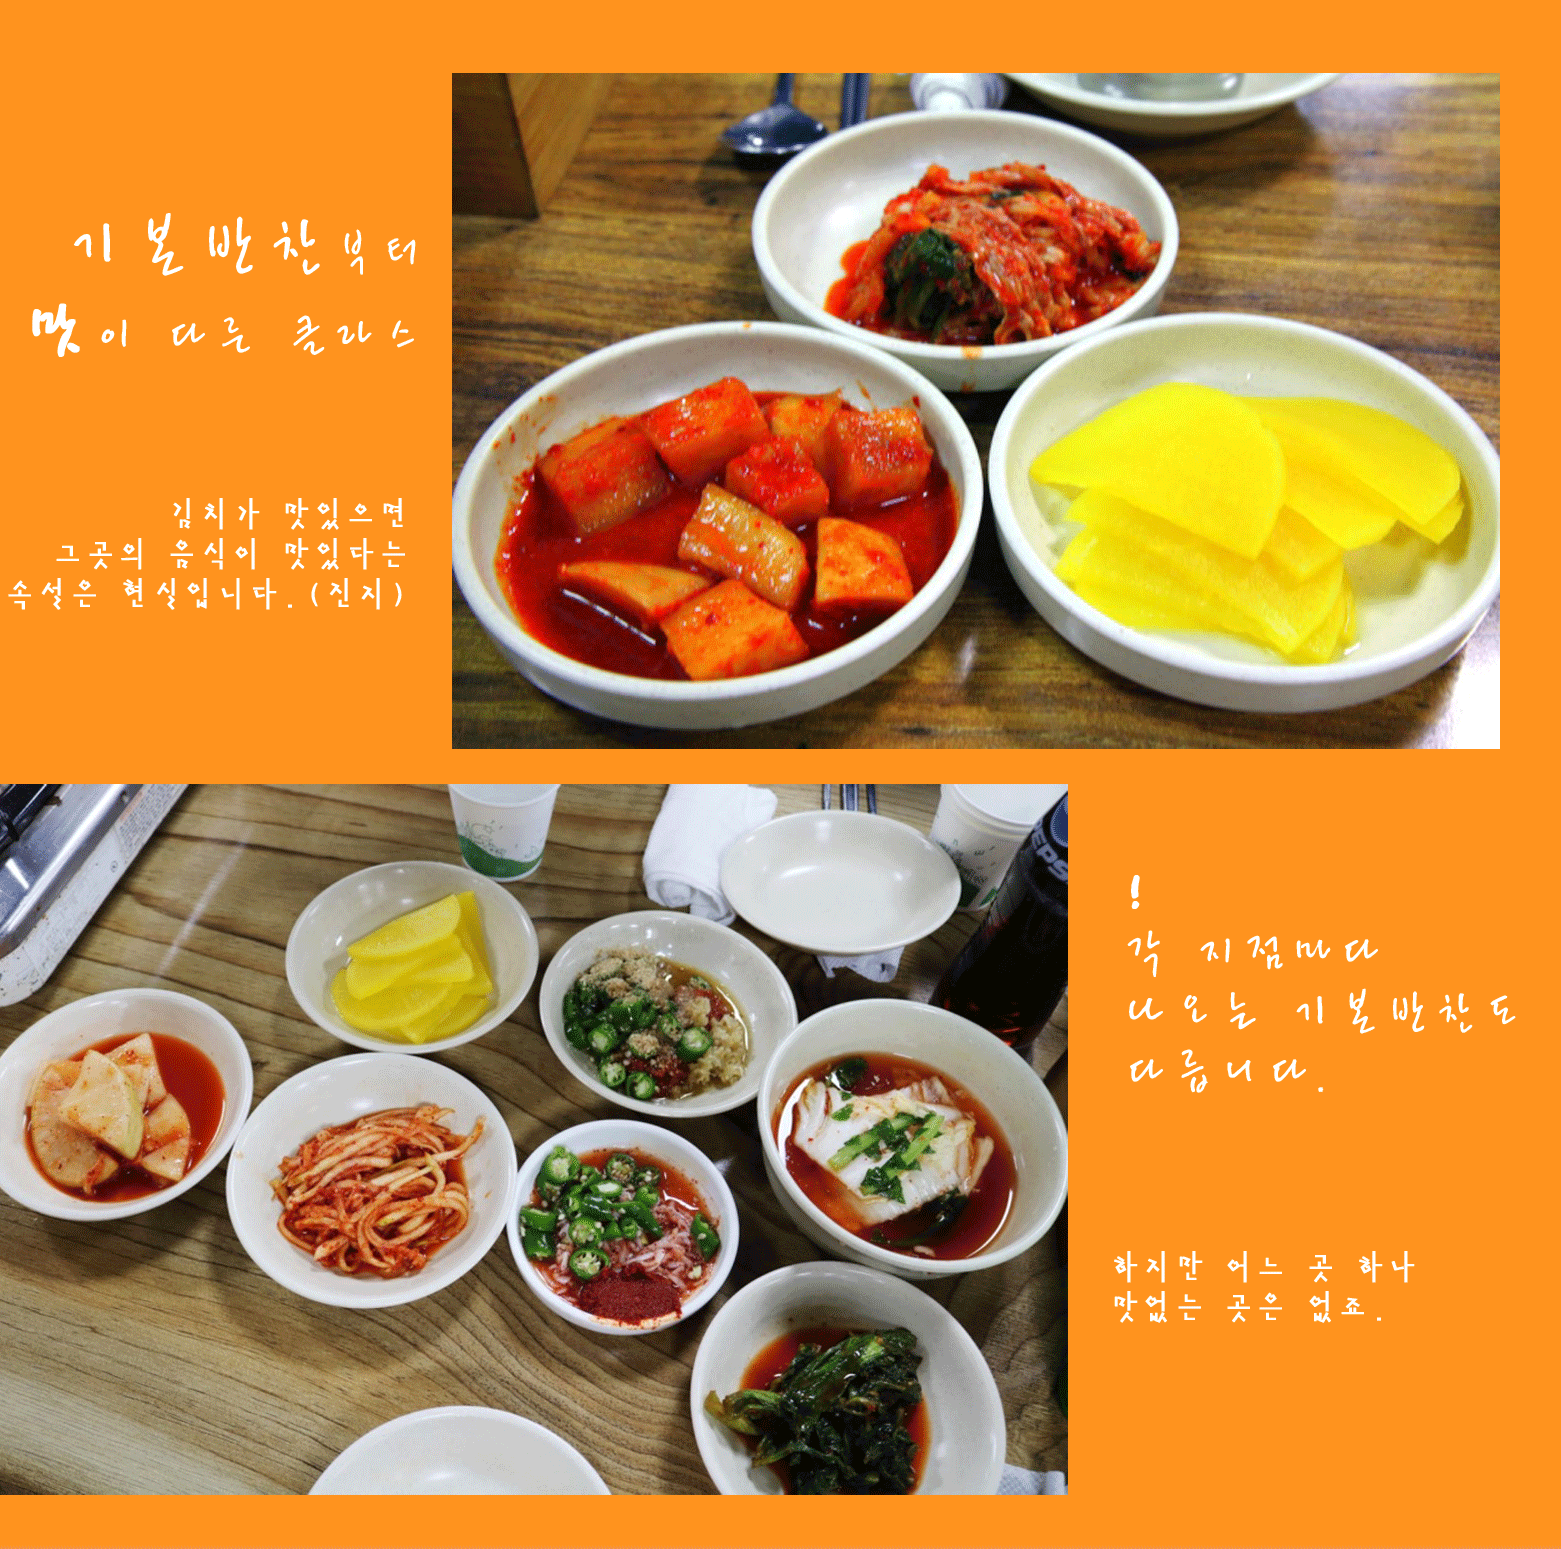 기본반찬부터
맛이 다른 클라스
김치가 맛있으면
그곳의 음식이 맛있다는
속설은 현실입니다.(진지)
PEPS
!
각 지점마다
나오는 기본반찬도
다릅니다.
하지만 어느 곳 하나
맛없는 곳은 없죠.